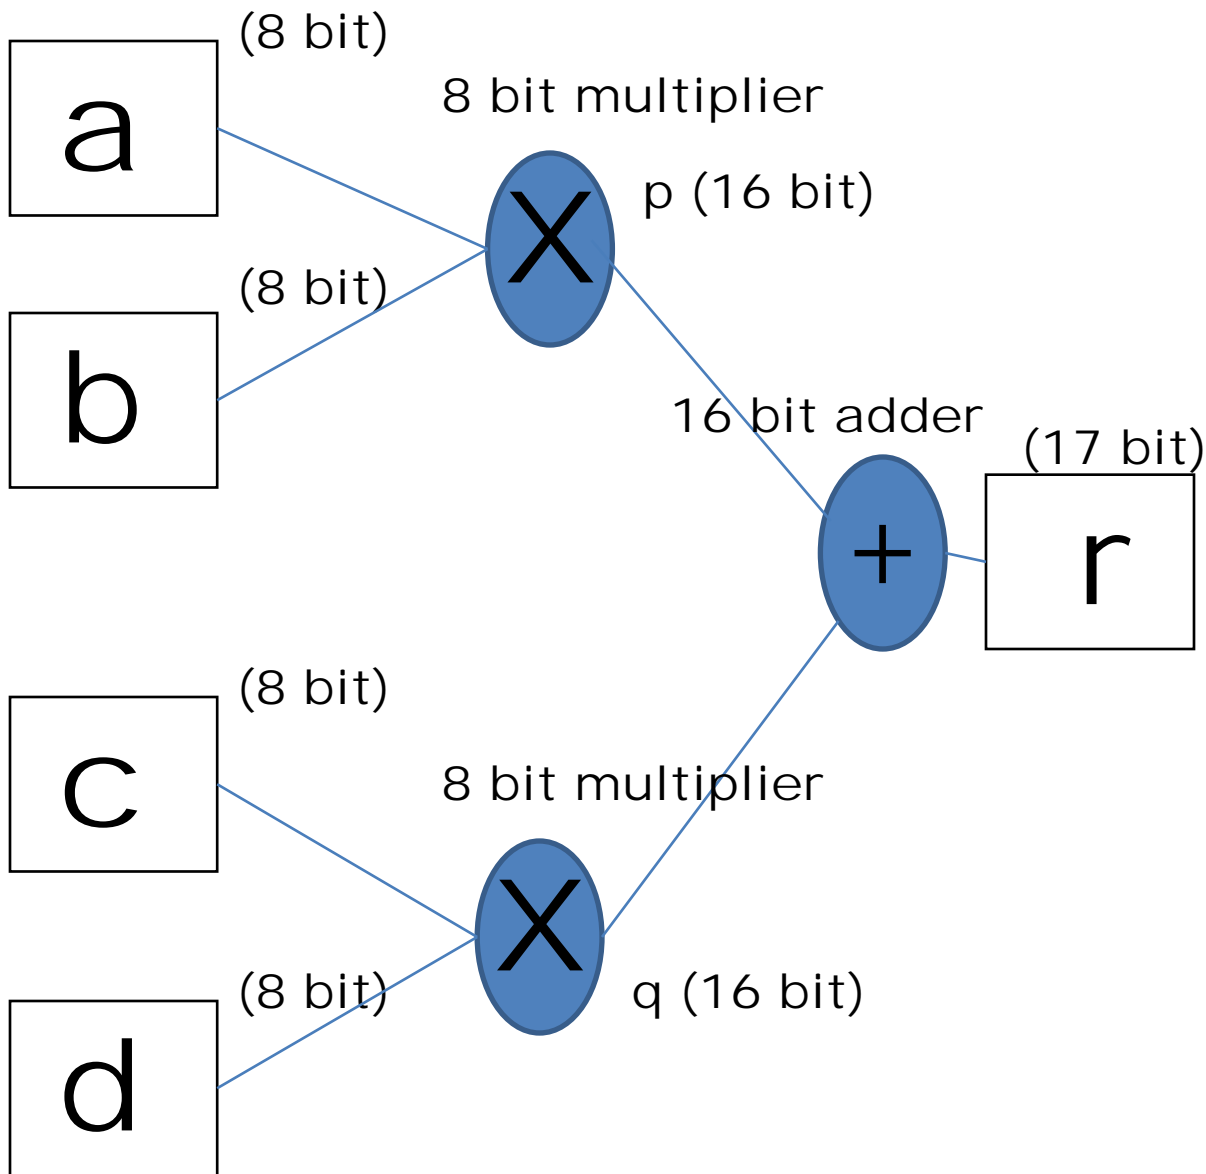 (8 bit)
a
8 bit multiplier
X
p (16 bit)
(8 bit)
b
16 bit adder
(17 bit)
+
r
(8 bit)
c
8 bit multiplier
X
(8 bit)
q (16 bit)
d